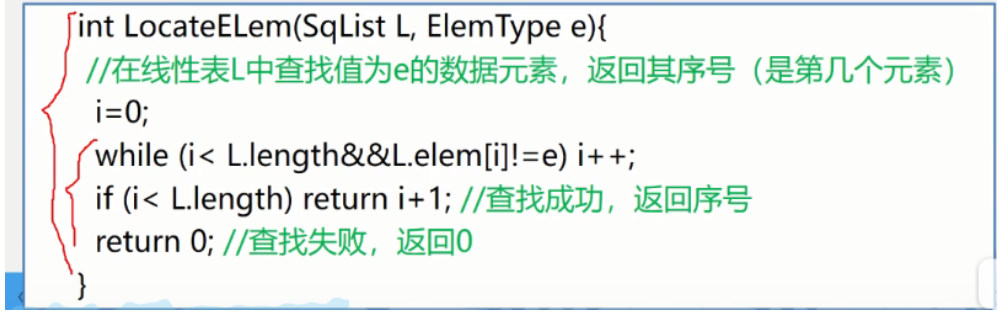 int LocateELem(SqList L, ElemType e){
//在线性表L中查找值为e的数据元素，返回其序号（是第几个元素）
i=0;
while (i< L.length&&L.elem[i]!=e) i++;
if (i< L.length) return i+1; //查找成功，返回序号
return 0; //查找失败，返回0
}